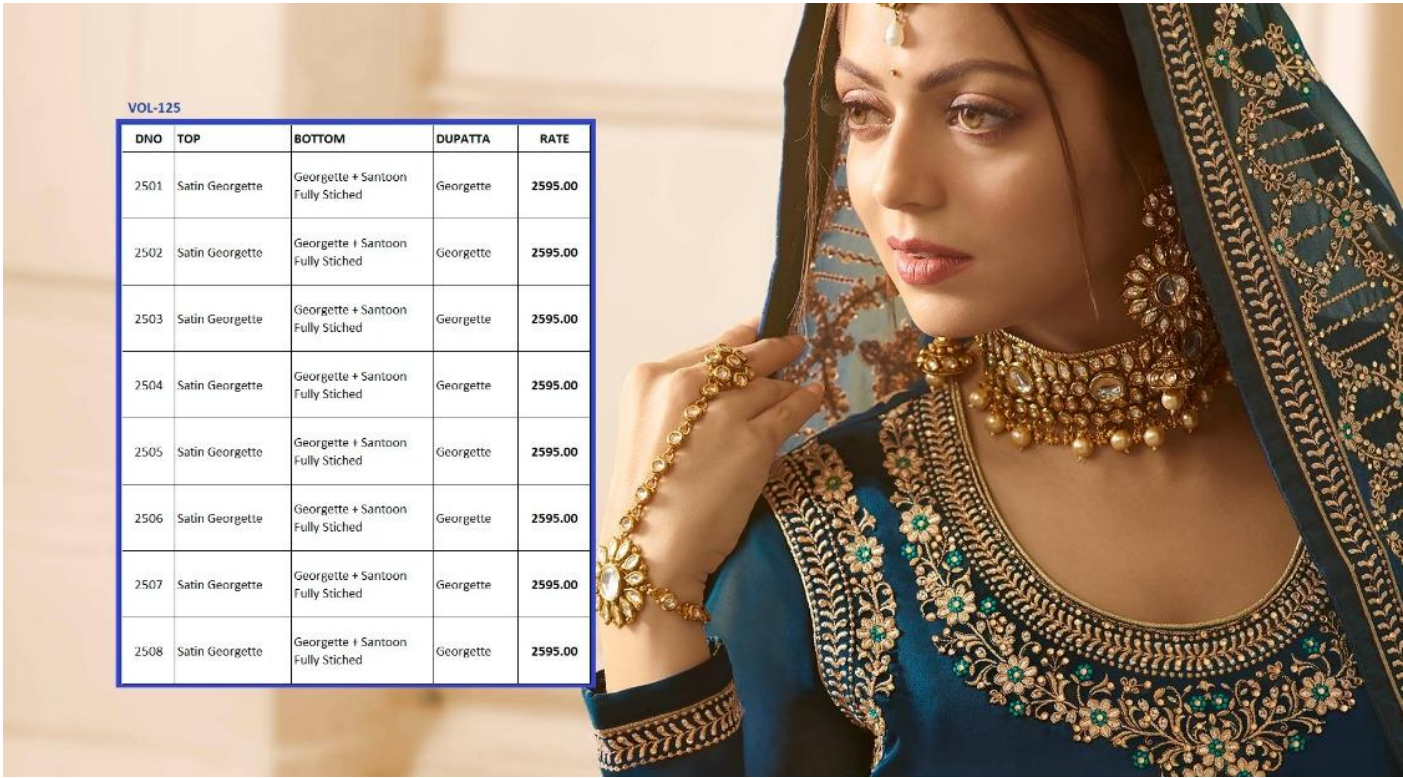 VOL-125
DNO TOP BOTTOM DUPATTA RATE
2501 Satin Georgette Georgette + Santoon Fully Stiched Georgette 2595.00
2502 Satin Georgette Georgette + Santoon Fully Stiched Georgette 2595.00
2503 Satin Georgette Georgette + Santoon Fully Stiched Georgette 2595.00
2504 Satin Georgette Georgette + Santoon Fully Stiched Georgette 2595.00
2505 Satin Georgette Georgette + Santoon Fully Stiched Georgette 2595.00
2506 Satin Georgette Georgette + Santoon Fully Stiched Georgette 2595.00
2507 Satin Georgette Georgette + Santoon Fully Stiched Georgette 2595.00
2508 Satin Georgette Georgette + Santoon Fully Stiched Georgette 2595.00